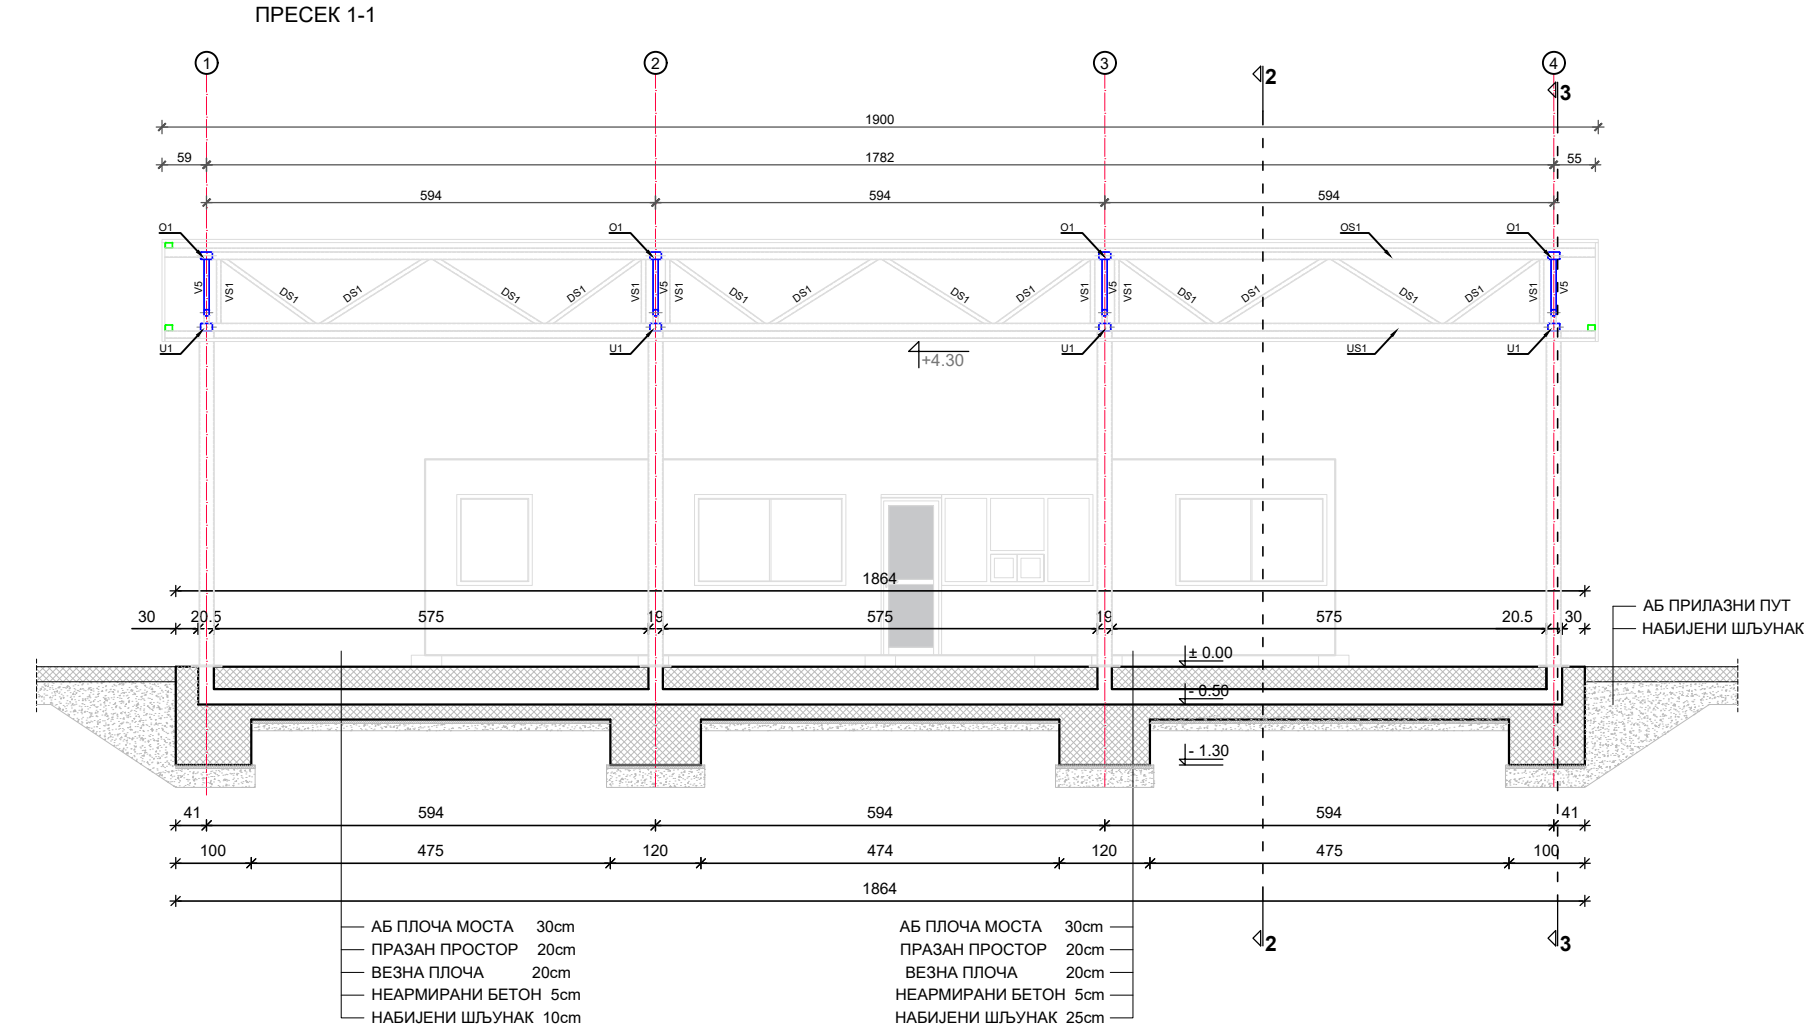 ПРЕСЕК 1-1
1 2 3 4
2 3
1900
59 1782 55
594 594 594
O1 O1 O1 OS1 O1
V5 VS1 DS1 DS1 DS1 DS1 VS1 V5 VS1 DS1 DS1 DS1 DS1 VS1 V5 VS1 DS1 DS1 DS1 DS1 VS1 V5
U1 U1 U1 US1 U1
+4.30
1864
30 20.5 575 19 575 19 575 20.5 30
АБ ПРИЛАЗНИ ПУТ
НАБИЈЕНИ ШЉУНАК
± 0.00
- 0.50
- 1.30
41 594 594 594 41
100 475 120 474 120 475 100
1864
АБ ПЛОЧА МОСТА 30cm
ПРАЗАН ПРОСТОР 20cm
ВЕЗНА ПЛОЧА 20cm
НЕАРМИРАНИ БЕТОН 5cm
НАБИЈЕНИ ШЉУНАК 10cm
АБ ПЛОЧА МОСТА 30cm
ПРАЗАН ПРОСТОР 20cm
ВЕЗНА ПЛОЧА 20cm
НЕАРМИРАНИ БЕТОН 5cm
НАБИЈЕНИ ШЉУНАК 25cm
2 3